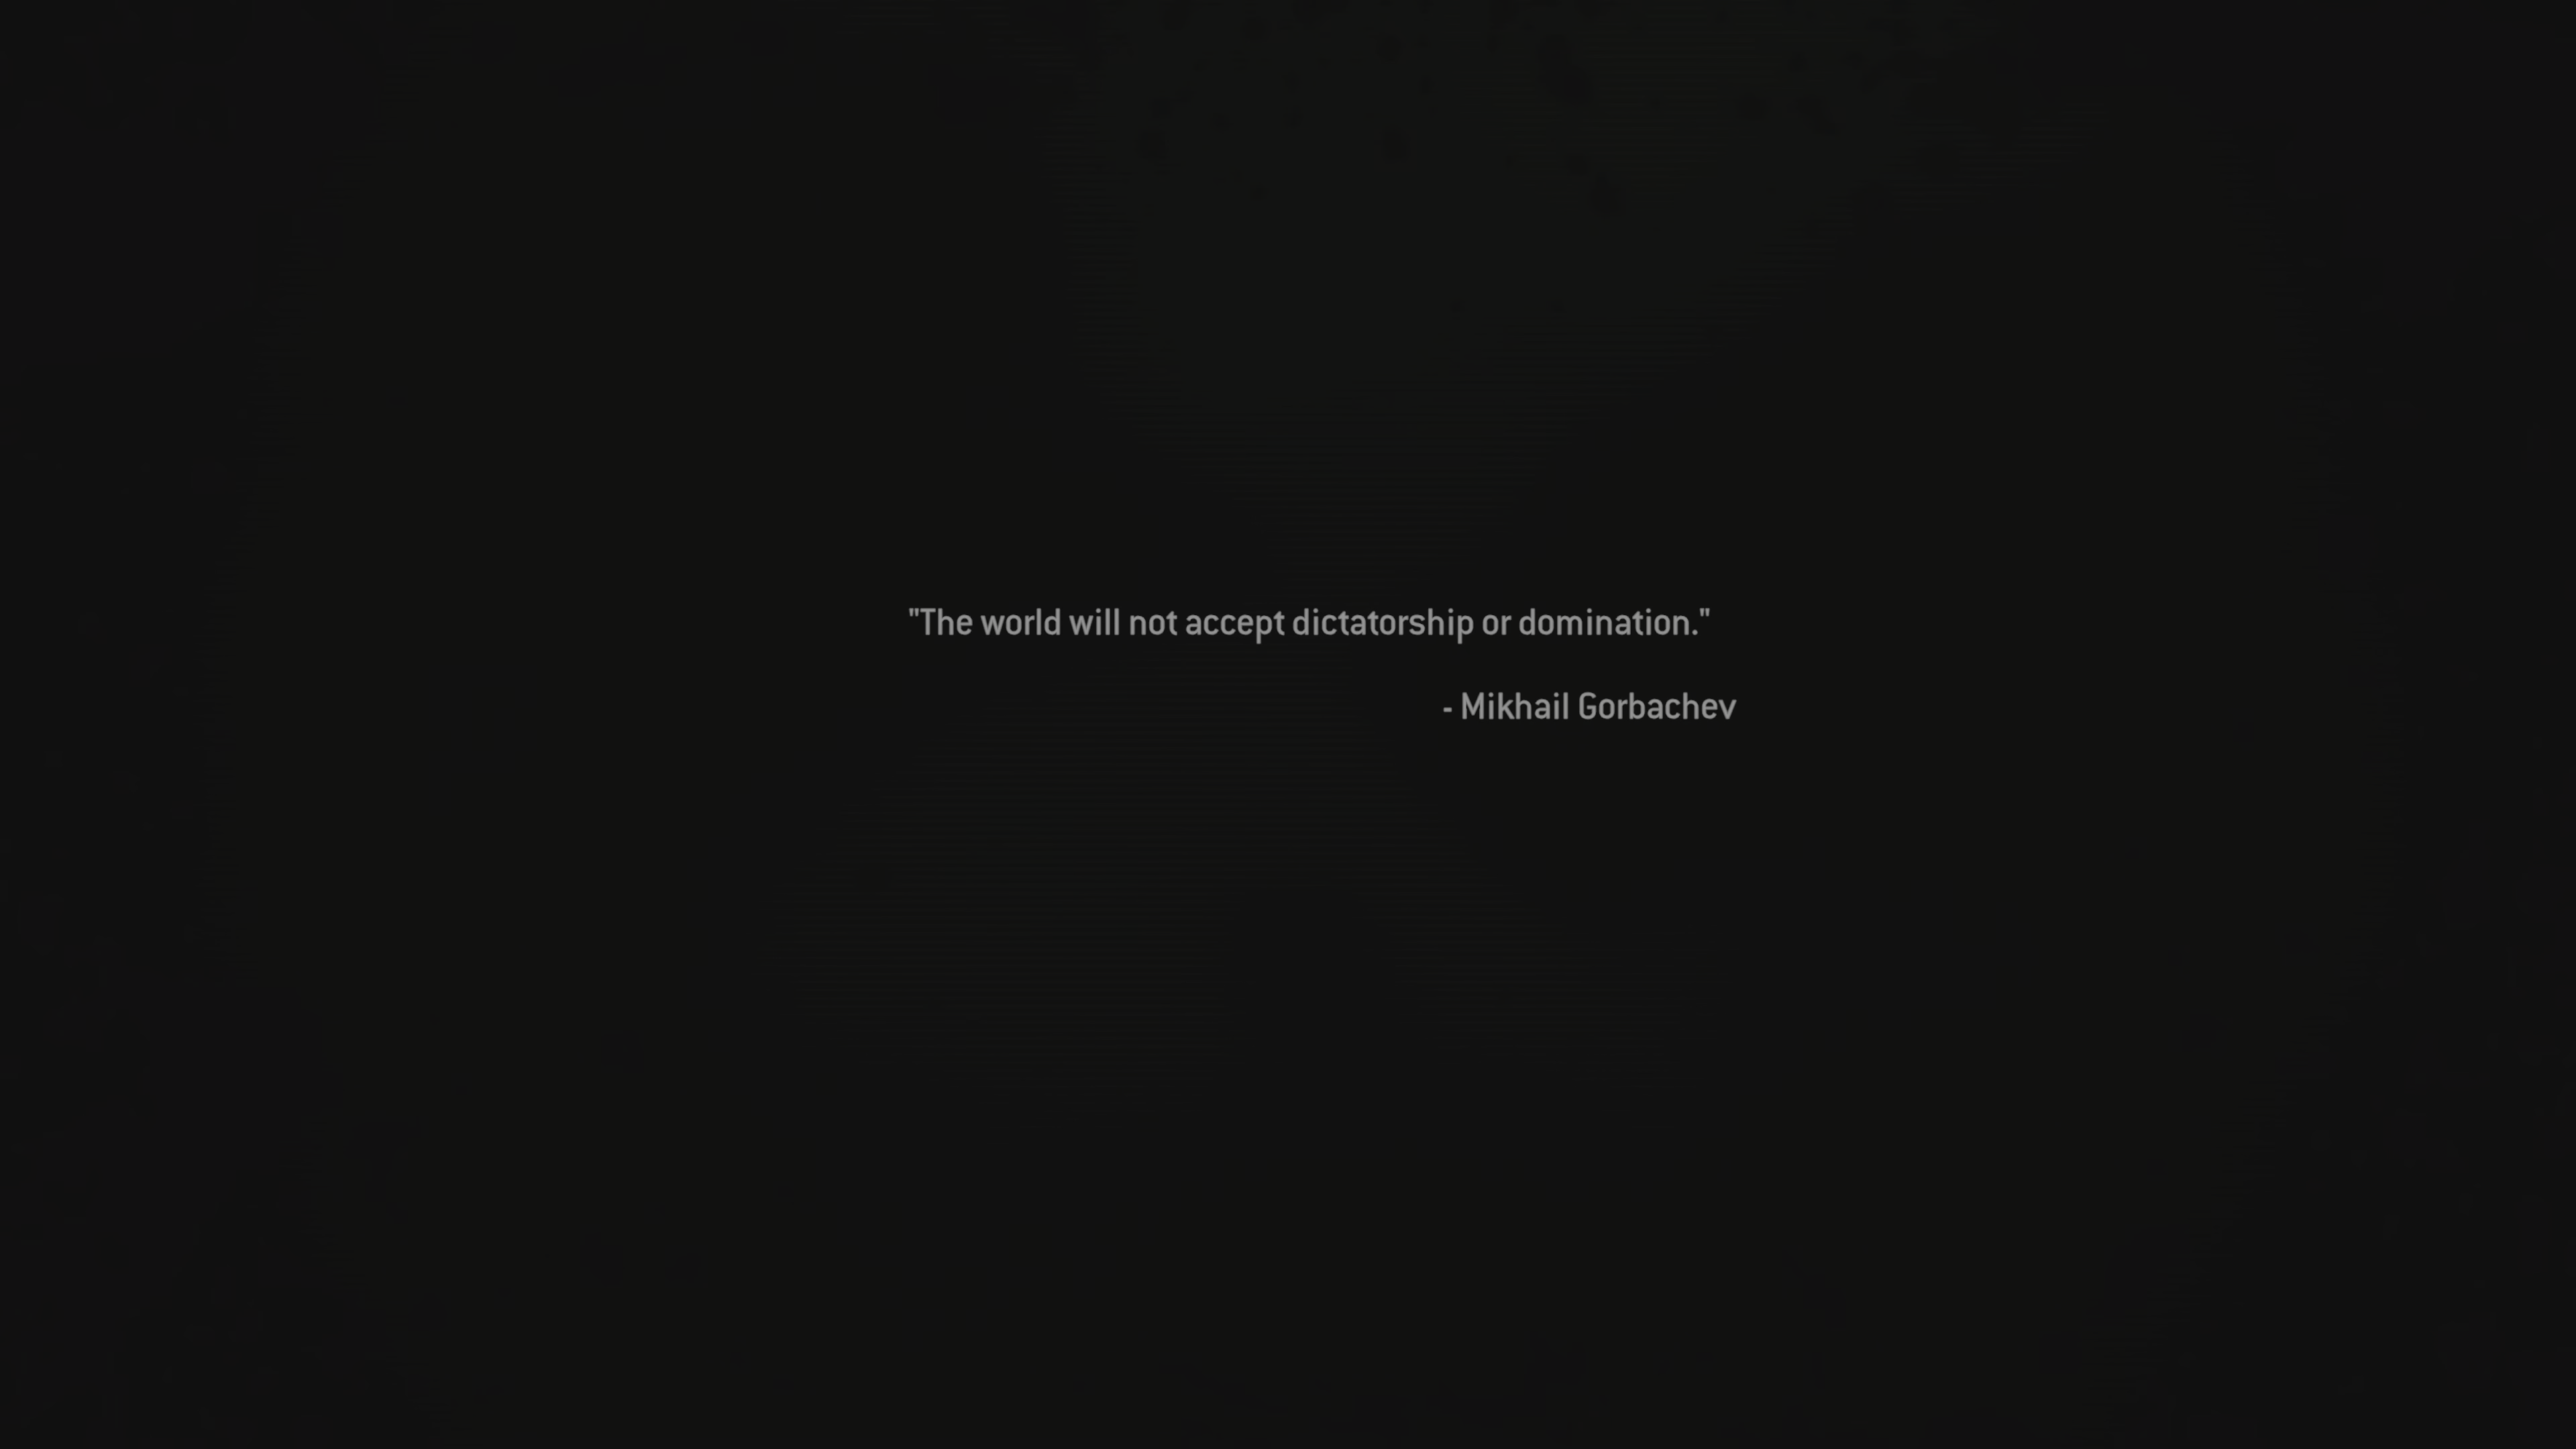 "The world will not accept dictatorship or domination."
- Mikhail Gorbachev